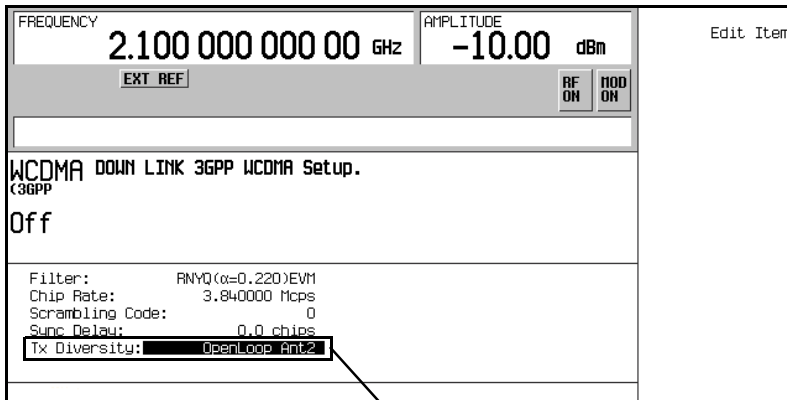 FREQUENCY
2.100 000 000 00 GHz
AMPLITUDE
-10.00 dBm
Edit Item
EXT REF
RF ON
MOD ON
WCDMA DOWN LINK 3GPP WCDMA Setup.
(3GPP
Off
Filter: RNYQ(α=0.220)EVM
Chip Rate: 3.840000 Mcps
Scrambling Code: 0
Sync Delay: 0.0 chips
Tx Diversity: OpenLoop Ant2